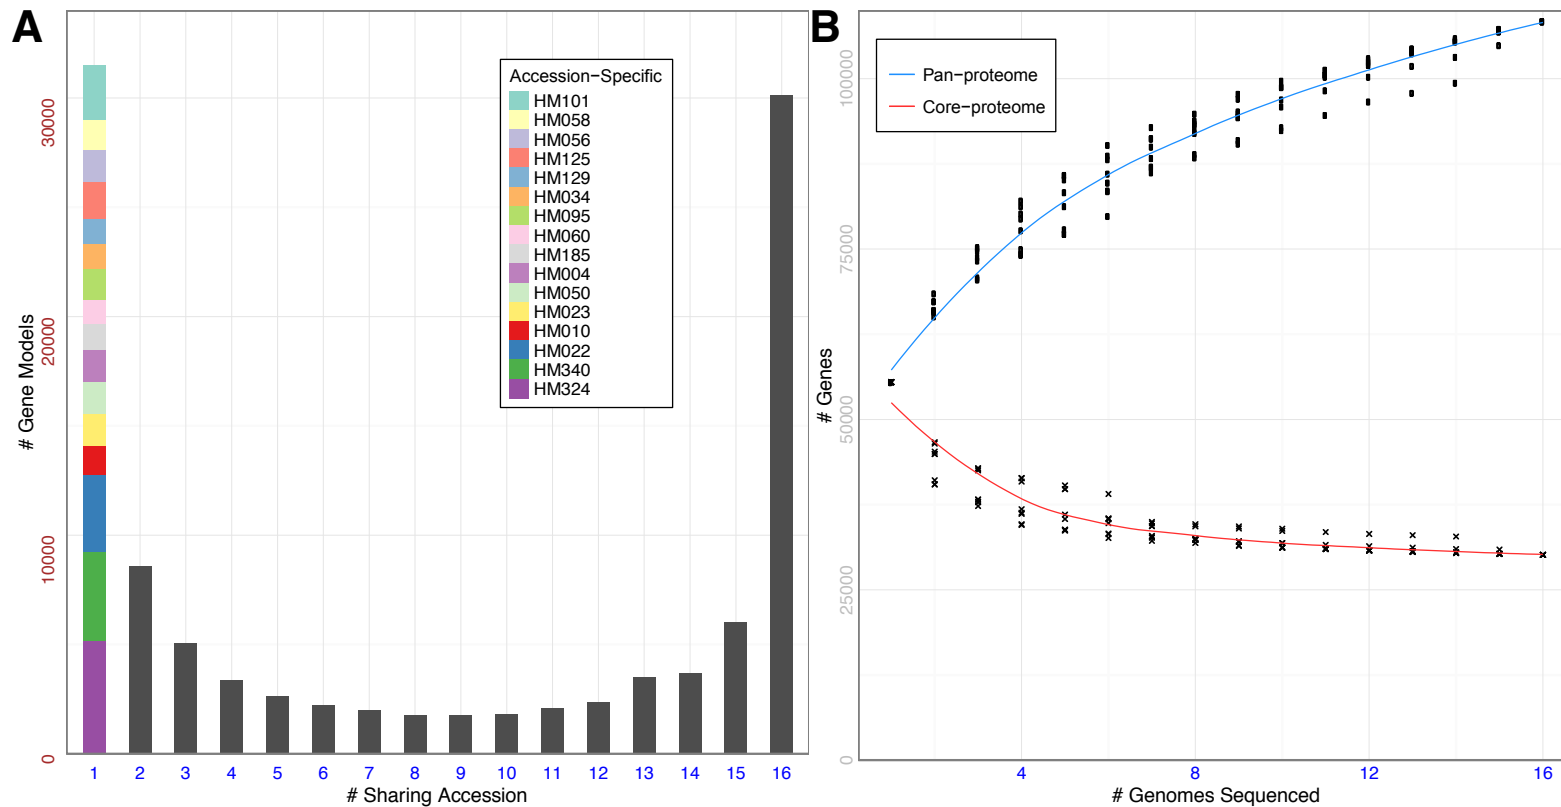 A
# Gene Models
30000
20000
10000
0
Accession−Specific
HM101
HM058
HM056
HM125
HM129
HM034
HM095
HM060
HM185
HM004
HM050
HM023
HM010
HM022
HM340
HM324
1 2 3 4 5 6 7 8 9 10 11 12 13 14 15 16
# Sharing Accession
B
# Genes
100000
75000
50000
25000
0
Pan−proteome
Core−proteome
4 8 12 16
# Genomes Sequenced